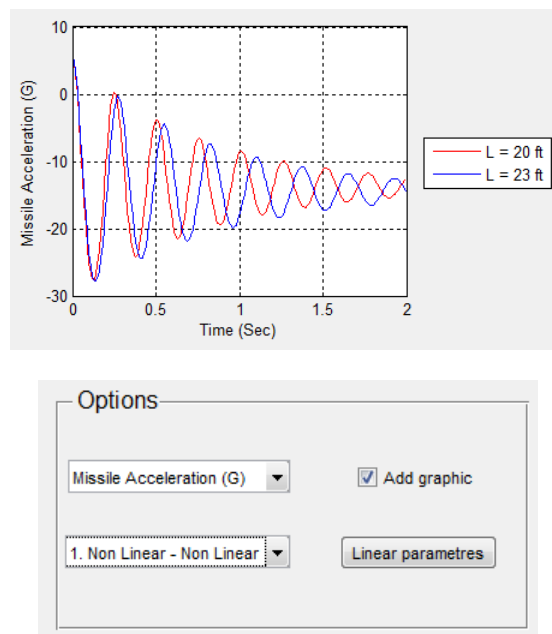 10
0
-10
-20
-30
Missile Acceleration (G)
0
0.5
1
1.5
2
Time (Sec)
L = 20 ft
L = 23 ft
Options
Missile Acceleration (G)
Add graphic
1. Non Linear - Non Linear
Linear parametres